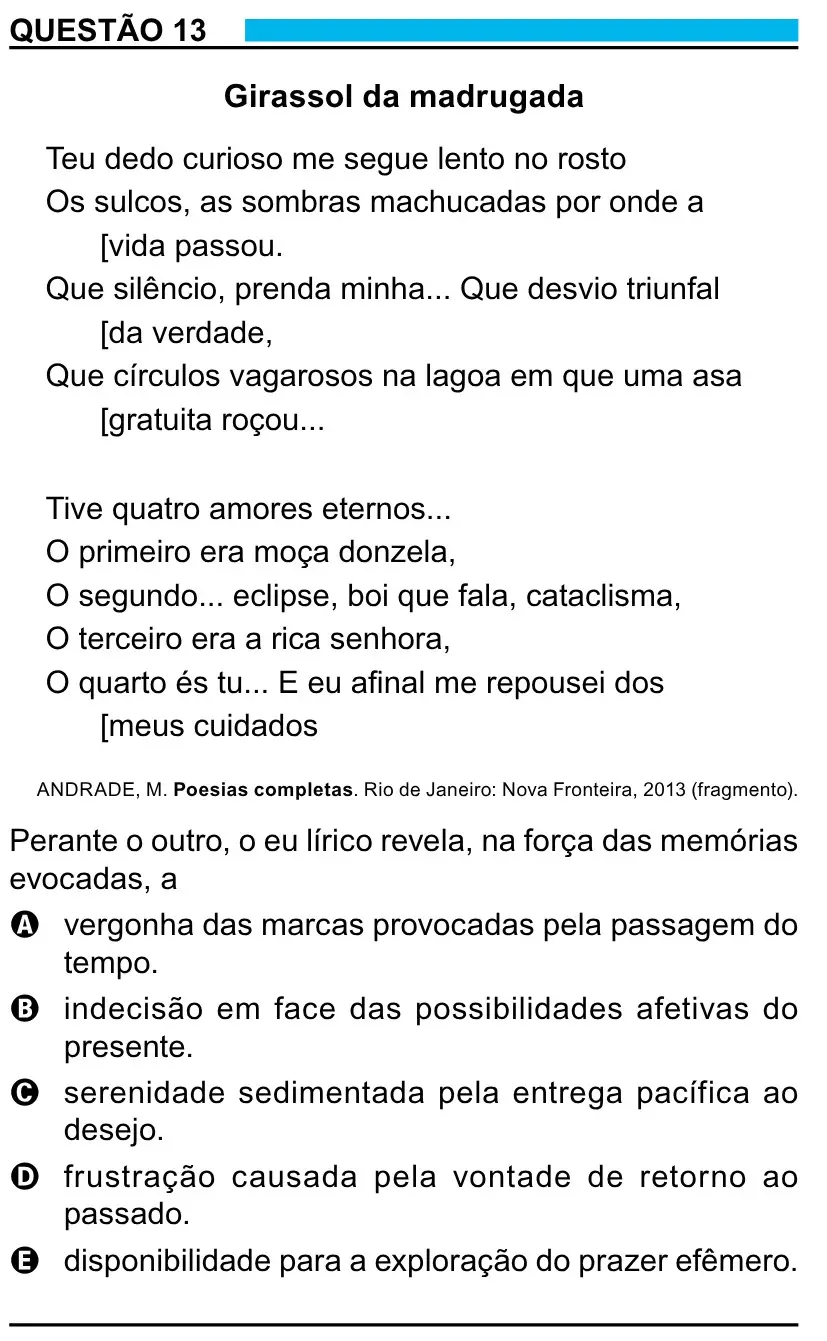 QUESTÃO 13
Girassol da madrugada
Teu dedo curioso me segue lento no rosto
Os sulcos, as sombras machucadas por onde a
[vida passou.
Que silêncio, prenda minha... Que desvio triunfal
[da verdade,
Que círculos vagarosos na lagoa em que uma asa
[gratuita roçou...
Tive quatro amores eternos...
O primeiro era moça donzela,
O segundo... eclipse, boi que fala, cataclisma,
O terceiro era a rica senhora,
O quarto és tu... E eu afinal me repousei dos
[meus cuidados
ANDRADE, M. Poesias completas. Rio de Janeiro: Nova Fronteira, 2013 (fragmento).
Perante o outro, o eu lírico revela, na força das memórias
evocadas, a
A vergonha das marcas provocadas pela passagem do
tempo.
B indecisão em face das possibilidades afetivas do
presente.
C serenidade sedimentada pela entrega pacífica ao
desejo.
D frustração causada pela vontade de retorno ao
passado.
E disponibilidade para a exploração do prazer efêmero.